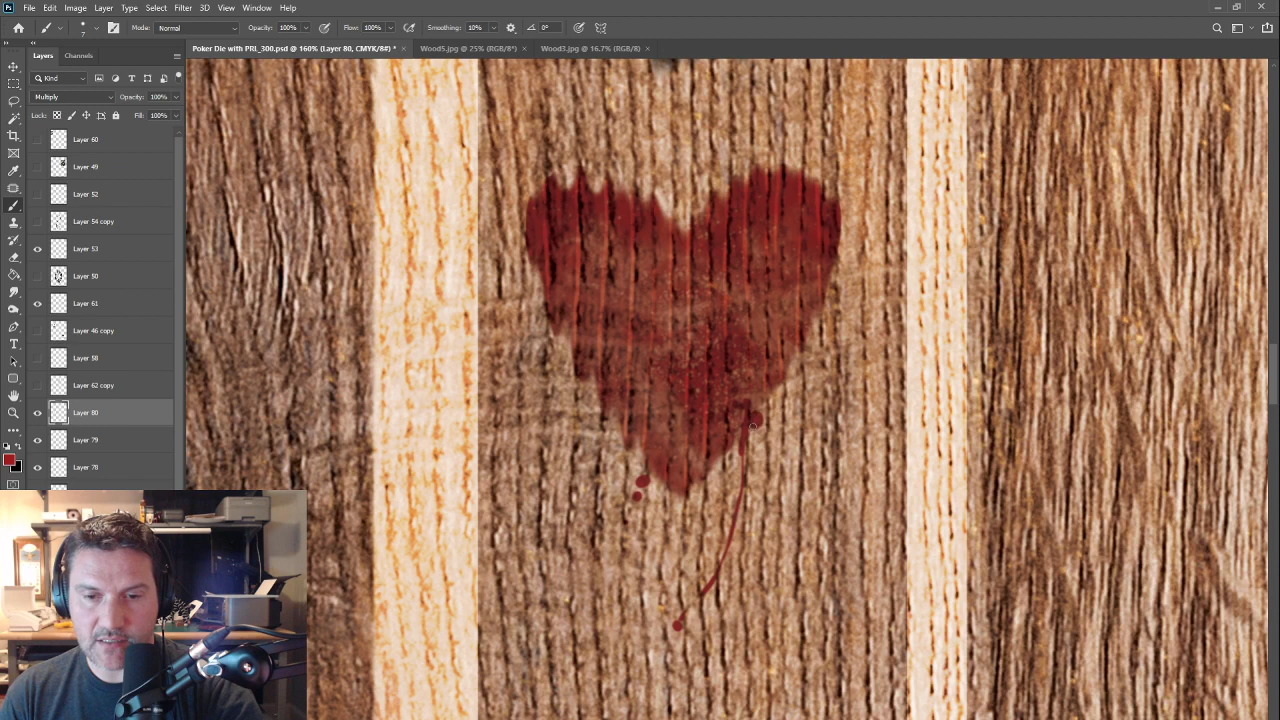 Ps File Edit Image Layer Type Select Filter 3D View Window Help
7 Mode: Normal Opacity: 100% Flow: 100% Smoothing: 10% 0°
Layers Channels
Poker Die with PRL_300.psd @ 160% (Layer 80, CMYK/8#) * × Wood5.jpg @ 25% (RGB/8*) × Wood3.jpg @ 16.7% (RGB/8) ×
Kind
Multiply Opacity: 100%
Lock: Fill: 100%
Layer 60
Layer 49
Layer 52
Layer 54 copy
Layer 53
Layer 50
Layer 61
Layer 46 copy
Layer 58
Layer 62 copy
Layer 80
Layer 79
Layer 78